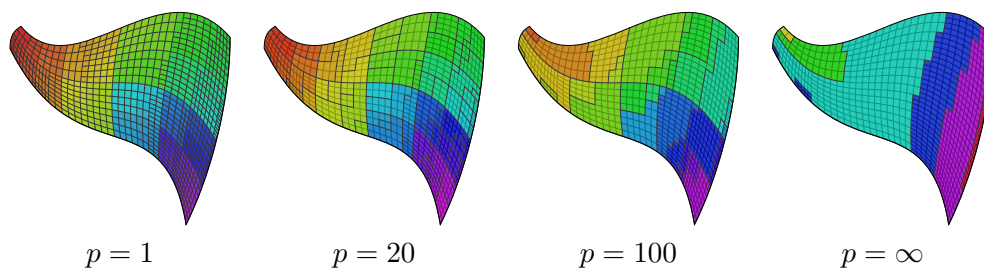 p = 1
p = 20
p = 100
p = ∞